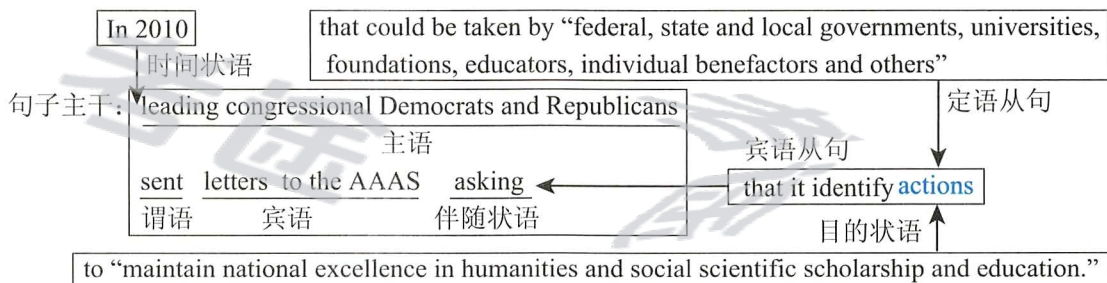 In 2010
that could be taken by “federal, state and local governments, universities,
foundations, educators, individual benefactors and others”
时间状语
定语从句
句子主干：leading congressional Democrats and Republicans
主语
宾语从句
sent letters to the AAAS asking
that it identify actions
谓语 宾语 伴随状语
目的状语
to “maintain national excellence in humanities and social scientific scholarship and education.”